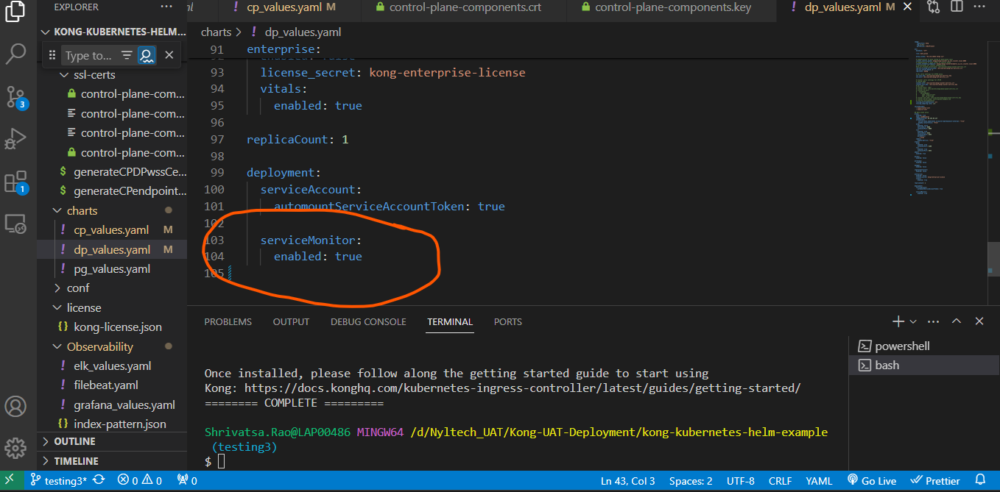 EXPLORER
ml
! cp_values.yaml M
control-plane-components.crt
control-plane-components.key
! dp_values.yaml M
KONG-KUBERNETES-HELM...
Type to...
ssl-certs
control-plane-com...
control-plane-com...
control-plane-com...
control-plane-com...
$ generateCPDPwssCe...
$ generateCPendpoint...
charts
! cp_values.yaml M
! dp_values.yaml M
! pg_values.yaml
conf
license
{} kong-license.json
Observability
! elk_values.yaml
! filebeat.yaml
! grafana_values.yaml
{} index-pattern.json
OUTLINE
TIMELINE
3
1
charts > ! dp_values.yaml
91 enterprise:
92 enabled: false
93 license_secret: kong-enterprise-license
94 vitals:
95 enabled: true
96
97 replicaCount: 1
98
99 deployment:
100 serviceAccount:
101 automountServiceAccountToken: true
102
103 serviceMonitor:
104 enabled: true
105
PROBLEMS OUTPUT DEBUG CONSOLE TERMINAL PORTS
Once installed, please follow along the getting started guide to start using
Kong: https://docs.konghq.com/kubernetes-ingress-controller/latest/guides/getting-started/
======== COMPLETE =========
Shrivatsa.Rao@LAP00486 MINGW64 /d/Nyltech_UAT/Kong-UAT-Deployment/kong-kubernetes-helm-example
(testing3)
$
powershell
bash
testing3* 0 0 0 Ln 43, Col 3 Spaces: 2 UTF-8 CRLF YAML Go Live Prettier